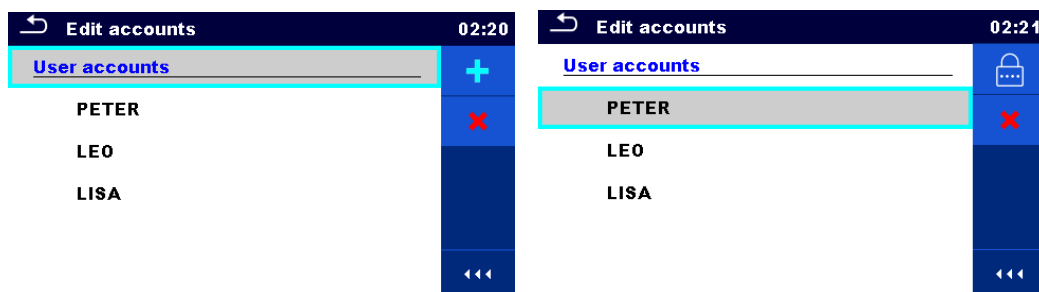 Edit accounts 02:20
User accounts
PETER
LEO
LISA
Edit accounts 02:21
User accounts
PETER
LEO
LISA